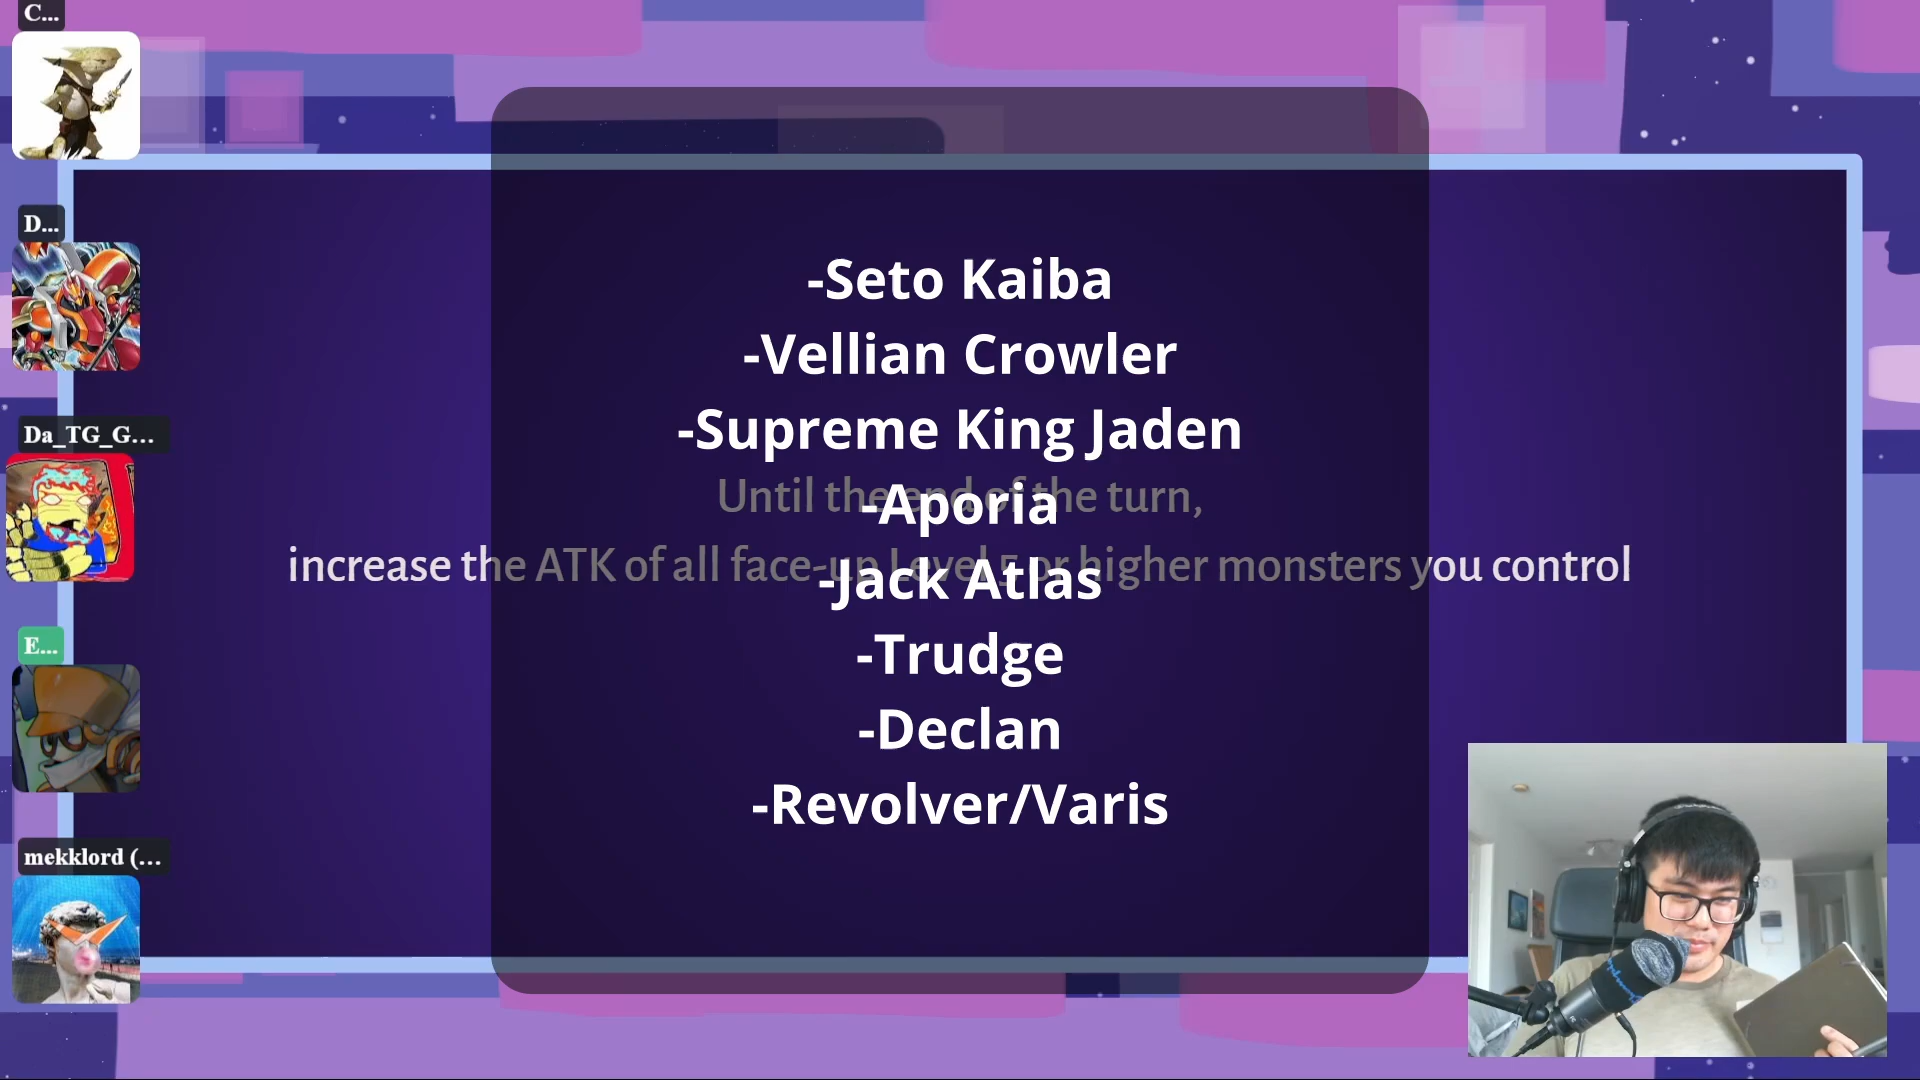 C...
D...
Da_TG_G...
E...
mekklord (...
-Seto Kaiba
-Vellian Crowler
-Supreme King Jaden
Until the end of the turn,
-Aporia
increase the ATK of all face-up Level 5 or higher monsters you control
-Jack Atlas
-Trudge
-Declan
-Revolver/Varis